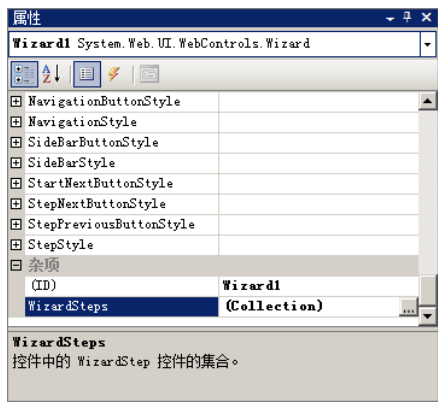 属性
Wizard1 System.Web.UI.WebControls.Wizard
NavigationButtonStyle
NavigationStyle
SideBarButtonStyle
SideBarStyle
StartNextButtonStyle
StepNextButtonStyle
StepPreviousButtonStyle
StepStyle
杂项
(ID) Wizard1
WizardSteps (Collection) ...
WizardSteps
控件中的 WizardStep 控件的集合。